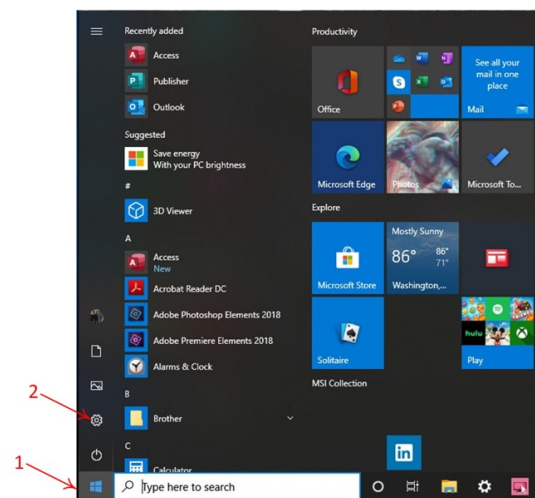 Recently added
Access
Publisher
Outlook
Suggested
Save energy
With your PC brightness
#
3D Viewer
A
Access
New
Acrobat Reader DC
Adobe Photoshop Elements 2018
Adobe Premiere Elements 2018
Alarms & Clock
B
Brother
C
Calculator
Productivity
Office
See all your
mail in one
place
Mail
Microsoft Edge
Photos
Microsoft To...
Explore
Microsoft Store
Mostly Sunny
86° 86°
71°
Washington,...
Solitaire
hulu
Play
MSI Collection
in
2
1
Type here to search